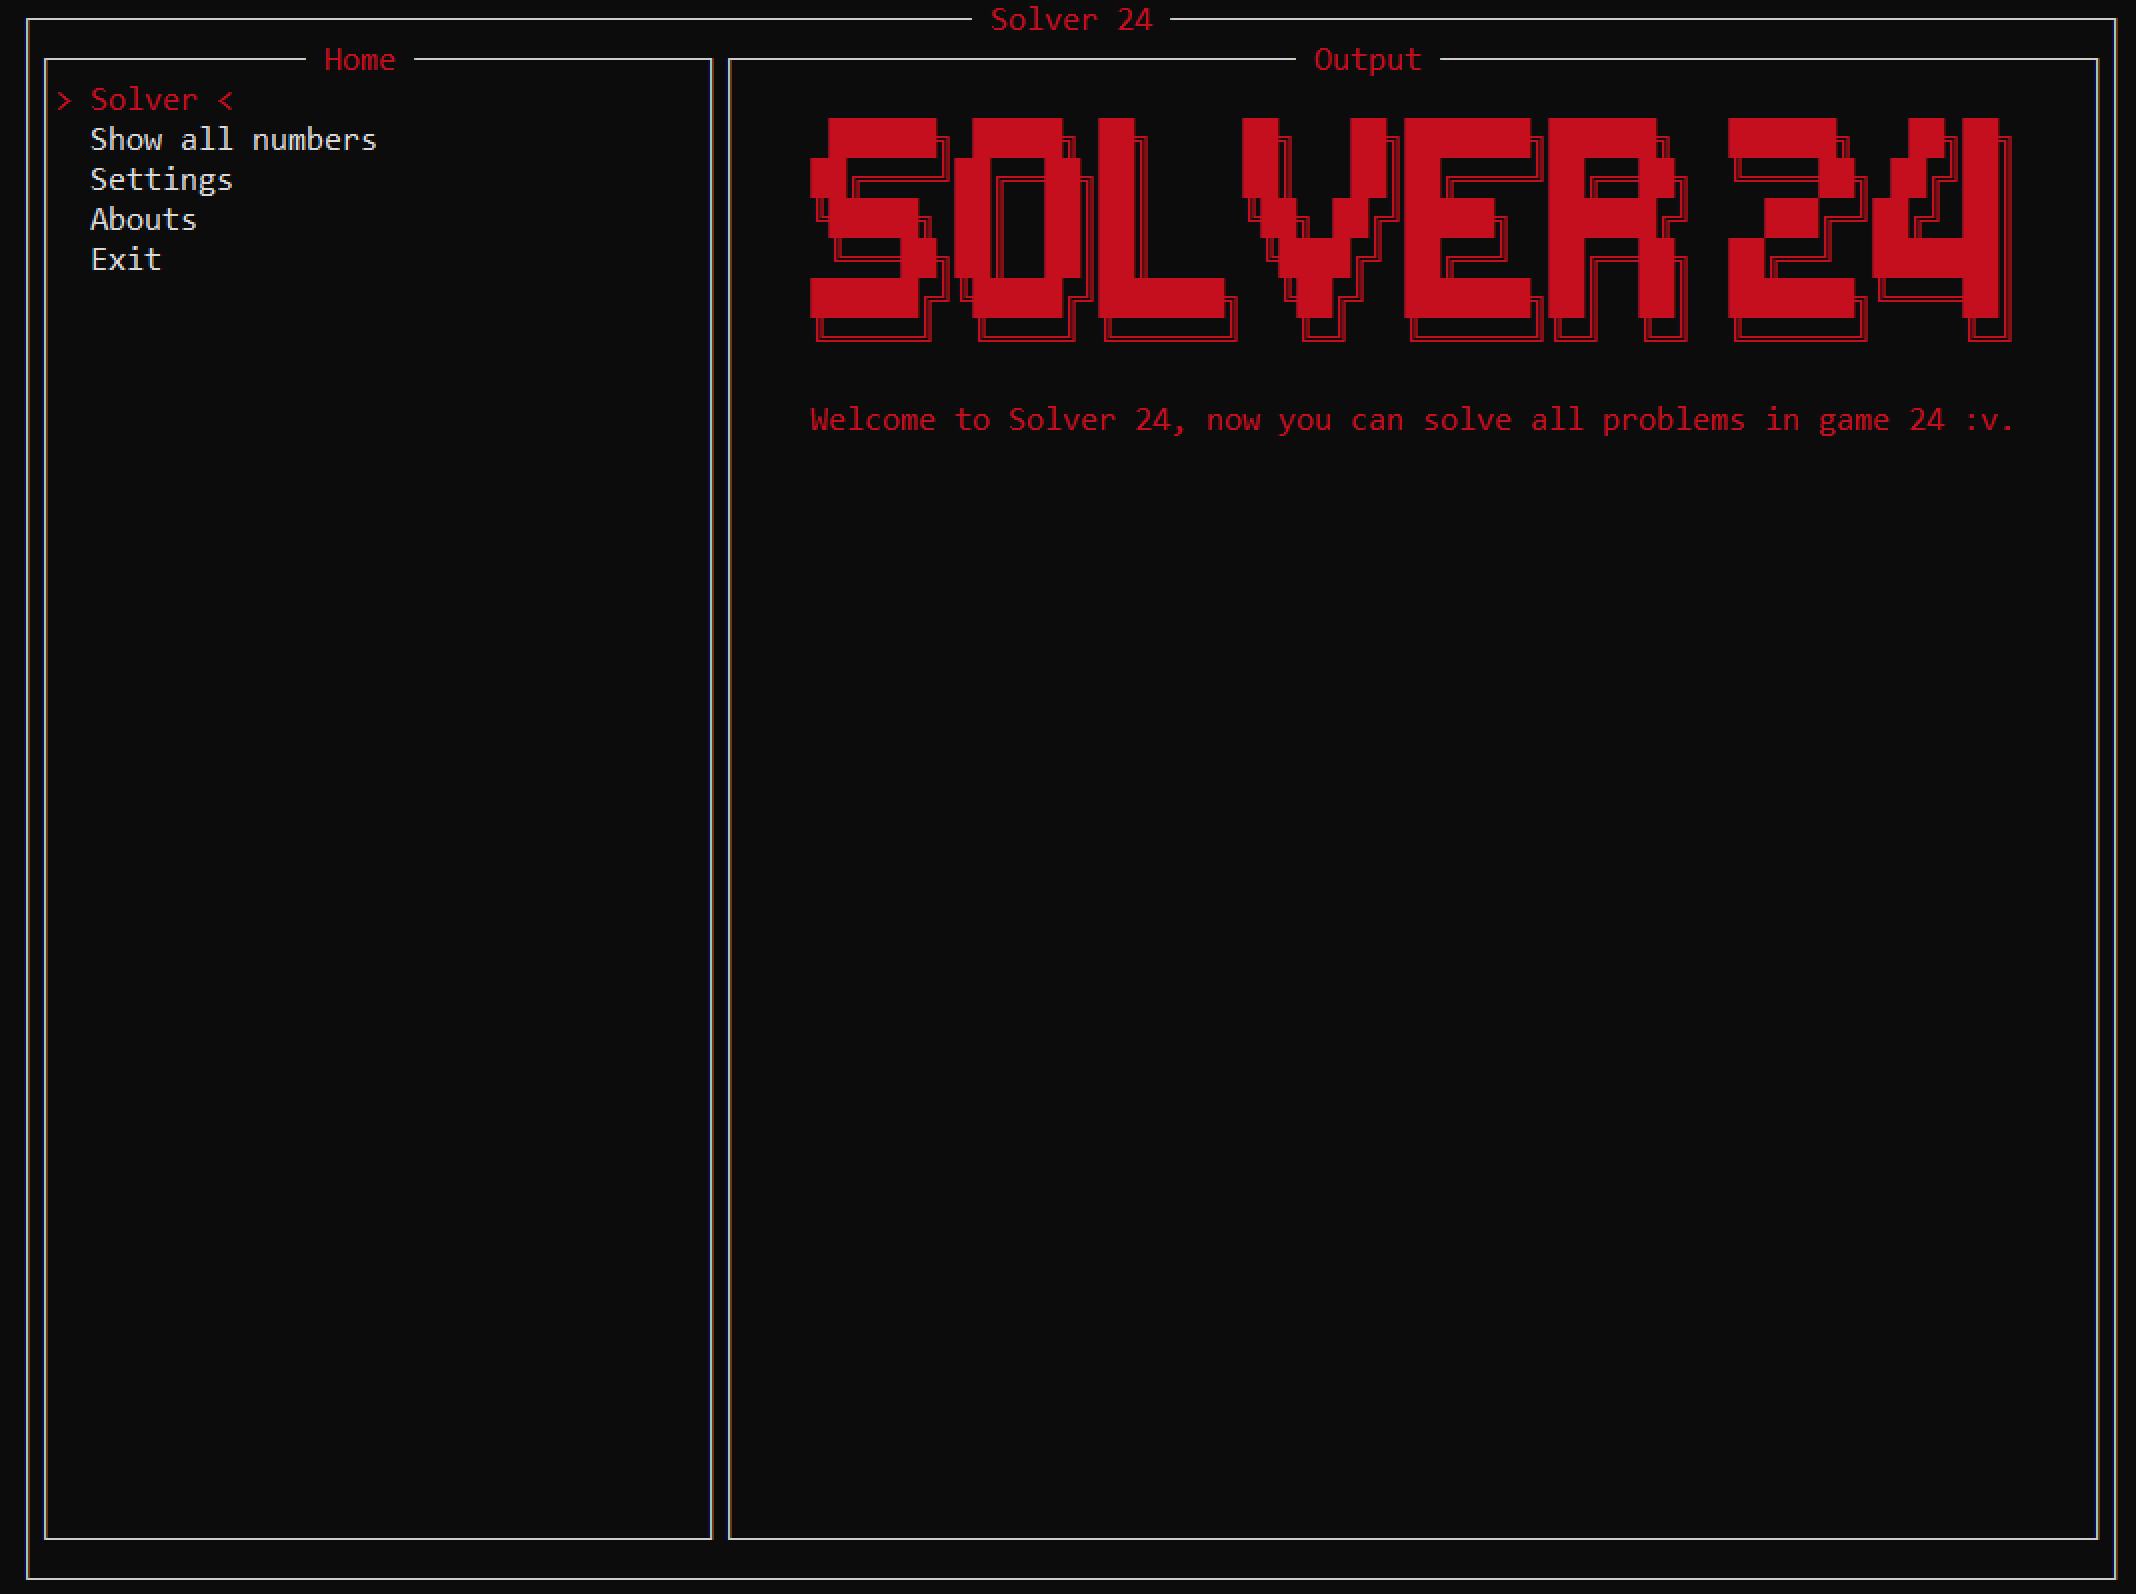 Solver 24
Home
> Solver <
Show all numbers
Settings
Abouts
Exit
Output
SOLVER 24
Welcome to Solver 24, now you can solve all problems in game 24 :v.